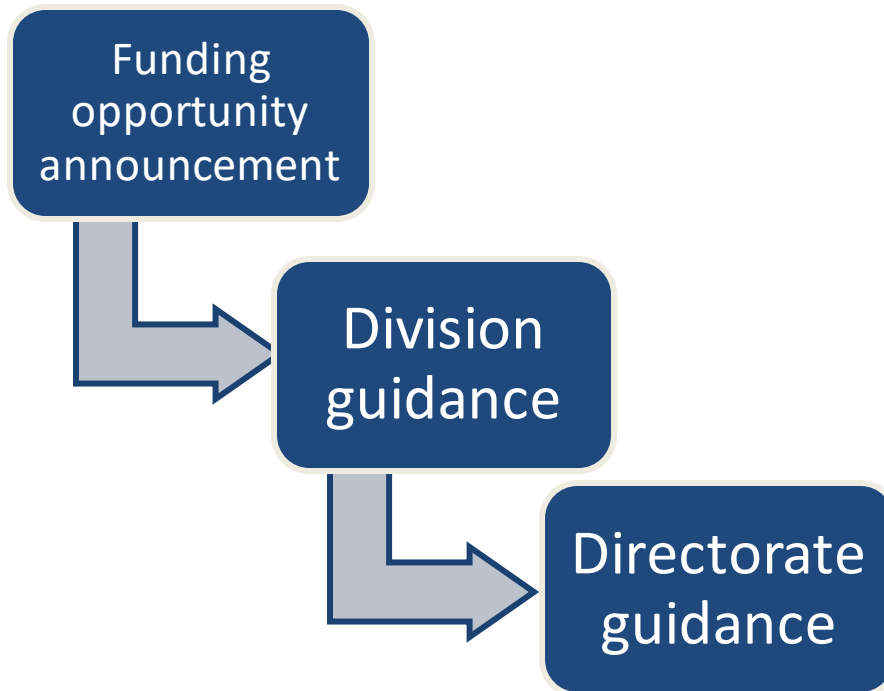 Funding
opportunity
announcement
Division
guidance
Directorate
guidance